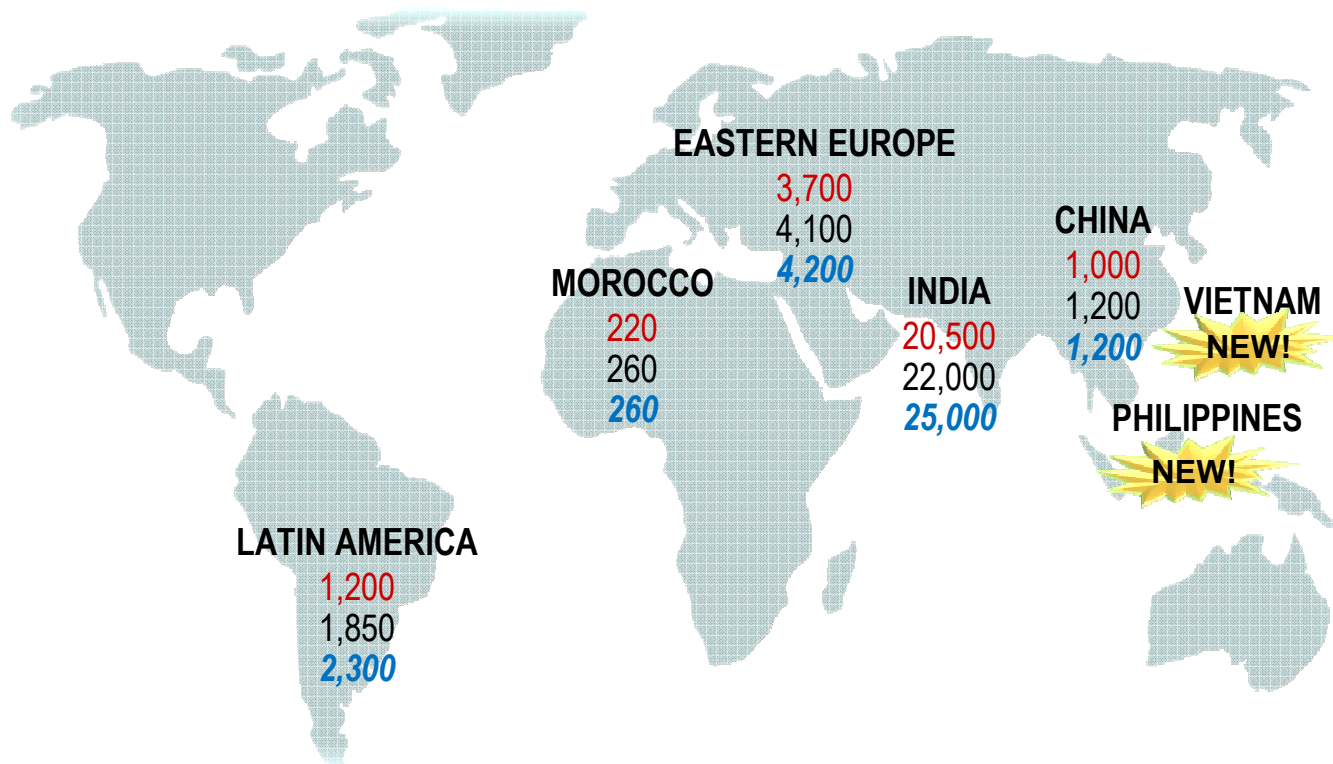 EASTERN EUROPE
3,700
4,100
4,200
CHINA
1,000
1,200
1,200
MOROCCO
220
260
260
INDIA
20,500
22,000
25,000
VIETNAM
NEW!
PHILIPPINES
NEW!
LATIN AMERICA
1,200
1,850
2,300